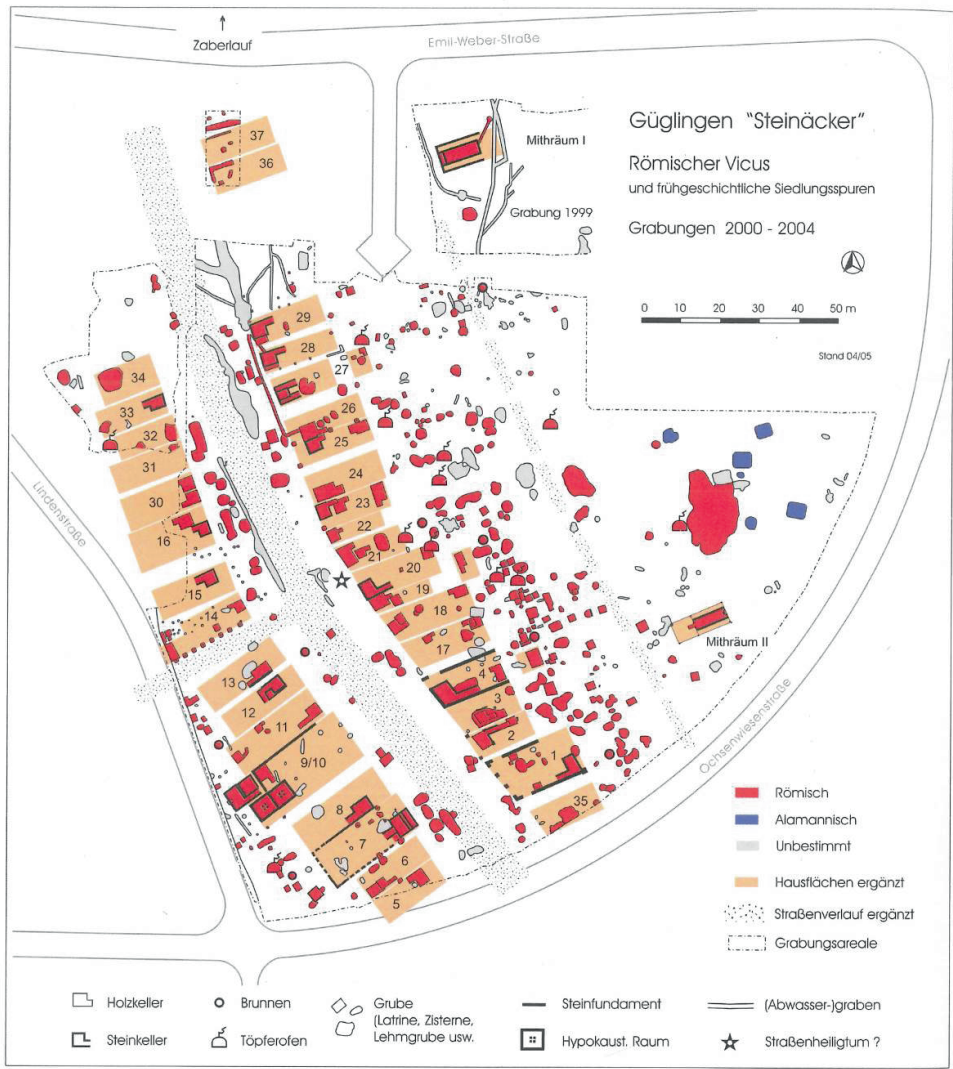 Zaberlauf
Emil-Weber-Straße
Güglingen "Steinäcker"
Römischer Vicus
und frühgeschichtliche Siedlungsspuren
Grabungen 2000 - 2004
0 10 20 30 40 50 m
Stand 04/05
Mithräum I
Grabung 1999
37
36
29
28
27
26
25
24
23
22
21
20
19
18
17
4
3
2
1
35
34
33
32
31
30
16
15
14
13
12
11
9/10
8
7
6
5
Lindenstraße
Mithräum II
Ochsenwiesenstraße
Römisch
Alamannisch
Unbestimmt
Hausflächen ergänzt
Straßenverlauf ergänzt
Grabungsareale
Holzkeller
Steinkeller
Brunnen
Töpferofen
Grube
(Latrine, Zisterne,
Lehmgrube usw.
Steinfundament
Hypokaust. Raum
(Abwasser-)graben
Straßenheiligtum ?